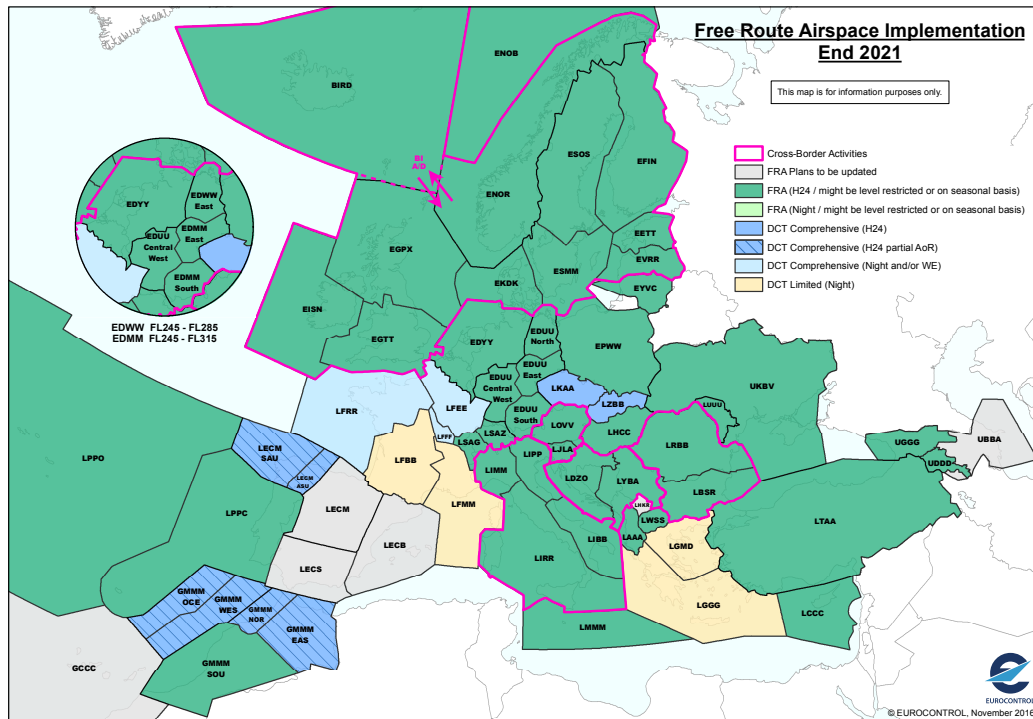 Free Route Airspace Implementation
End 2021
This map is for information purposes only.
Cross-Border Activities
FRA Plans to be updated
FRA (H24 / might be level restricted or on seasonal basis)
FRA (Night / might be level restricted or on seasonal basis)
DCT Comprehensive (H24)
DCT Comprehensive (H24 partial AoR)
DCT Comprehensive (Night and/or WE)
DCT Limited (Night)
ENOB
BIRD
BI
A/D
ESOS
EFIN
ENOR
EDYY
EDWW
East
EDUU
Central
West
EDMM
East
EDMM
South
EDWW FL245 - FL285
EDMM FL245 - FL315
EGPX
EETT
EVRR
ESMM
EKDK
EYVC
EISN
EGTT
EDYY
EDUU
North
EPWW
EDUU
East
EDUU
Central
West
UKBV
LKAA
LZBB
LUUU
LFRR
LFEE
EDUU
South
LOVV
LHCC
LFFF
LSAG
LSAZ
LRBB
UGGG
UBBA
UDDD
LECM
SAU
LECM
ASU
LFBB
LIMM
LIPP
LJLA
LPPO
LDZO
LYBA
LBSR
LPPC
LECM
LFMM
LHKR
LWSS
LTAA
LECB
LIRR
LIBB
LAAA
LGMD
LECS
LGGG
GMMM
OCE
GMMM
WES
GMMM
NOR
GMMM
EAS
LMMM
LCCC
GCCC
GMMM
SOU
EUROCONTROL
© EUROCONTROL, November 2016